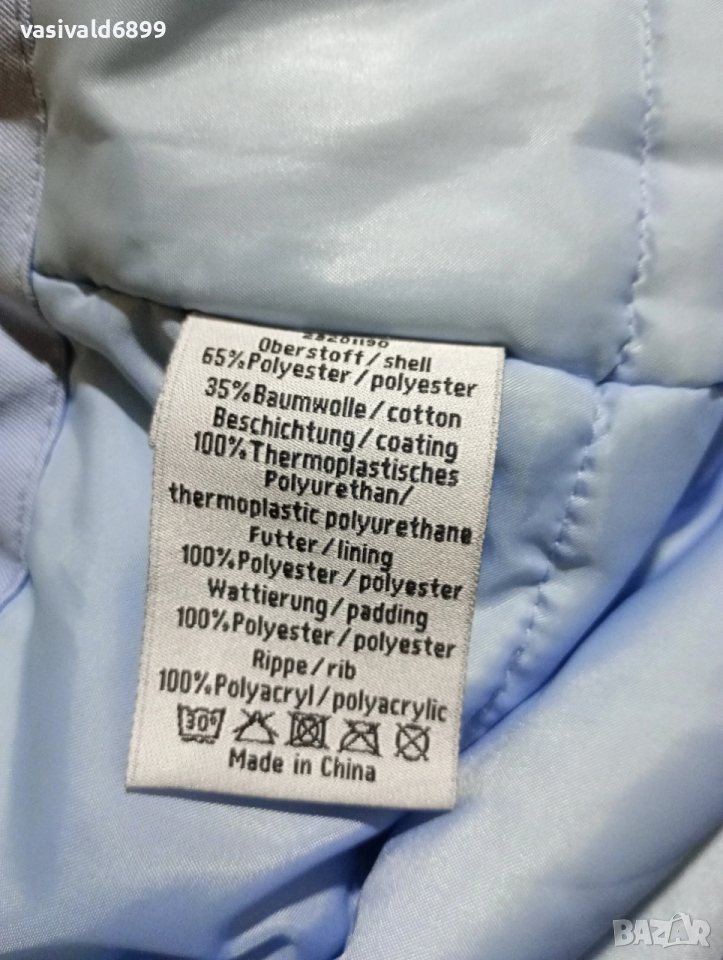 vasivald6899
Oberstoff/shell
65%Polyester/polyester
35%Baumwolle/cotton
Beschichtung/coating
100%Thermoplastisches
Polyurethan/
thermoplastic polyurethane
Futter/lining
100%Polyester/polyester
Wattierung/padding
100%Polyester/polyester
Rippe/rib
100%Polyacryl/polyacrylic
30°
Made in China
BAZAR